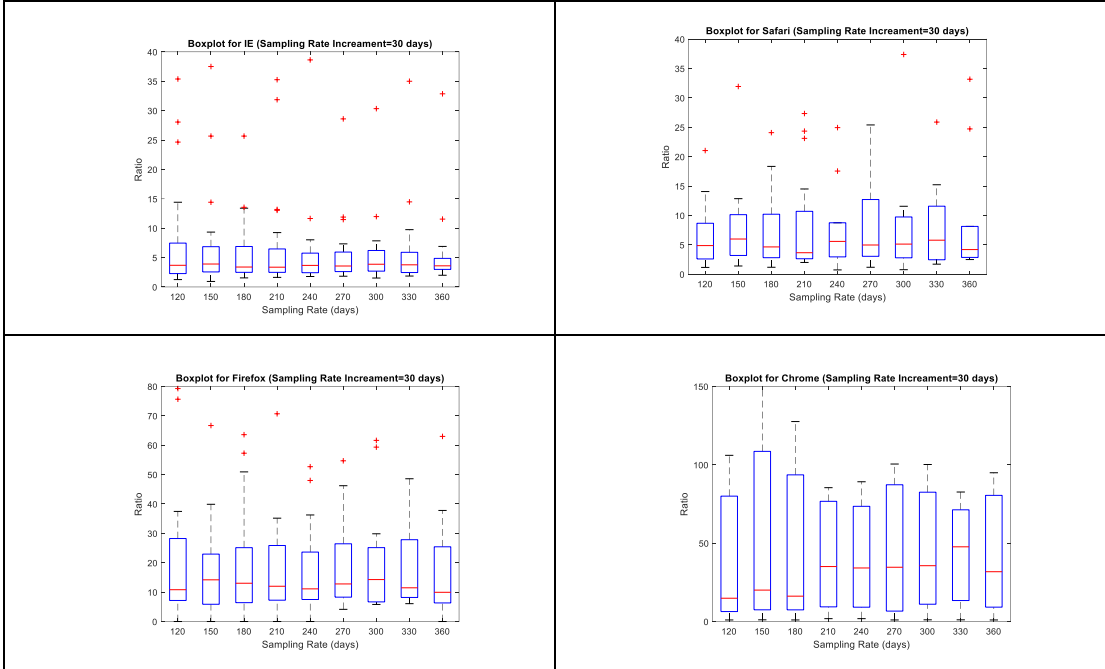 Boxplot for IE (Sampling Rate Increament=30 days)
40
35
30
25
20
15
10
5
0
Ratio
120 150 180 210 240 270 300 330 360
Sampling Rate (days)
Boxplot for Safari (Sampling Rate Increament=30 days)
40
35
30
25
20
15
10
5
0
Ratio
120 150 180 210 240 270 300 330 360
Sampling Rate (days)
Boxplot for Firefox (Sampling Rate Increament=30 days)
80
70
60
50
40
30
20
10
0
Ratio
120 150 180 210 240 270 300 330 360
Sampling Rate (days)
Boxplot for Chrome (Sampling Rate Increament=30 days)
150
100
50
0
Ratio
120 150 180 210 240 270 300 330 360
Sampling Rate (days)